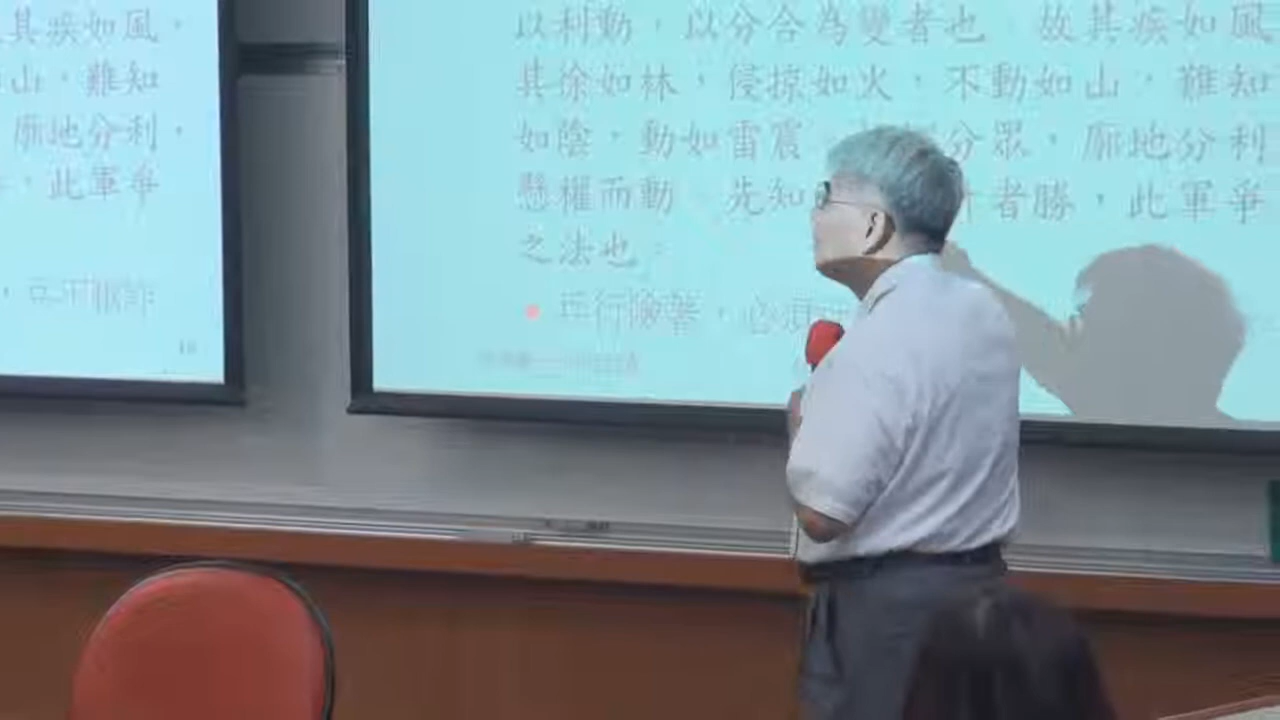 其疾如風，
山，難知
廓地分利，
，此軍爭
以利動，以分合為變者也。故其疾如風
其徐如林，侵掠如火，不動如山，難知
如陰，動如雷震。分眾，廓地分利
懸權而動。先知計者勝，此軍爭
之法也。